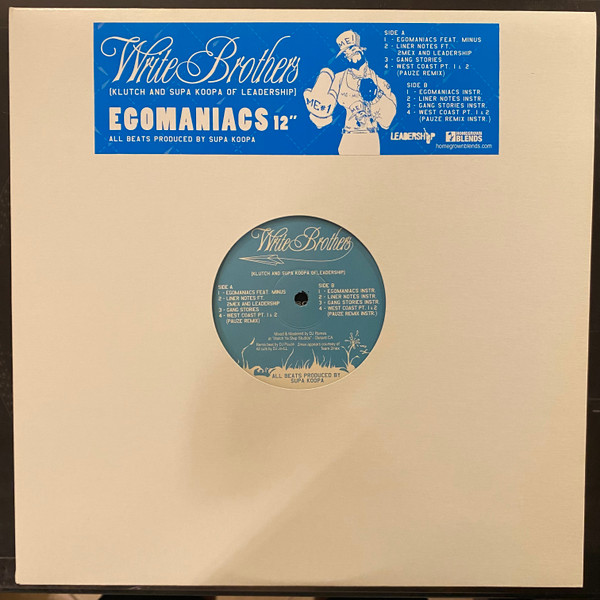 Write Brothers
(KLUTCH AND SUPA KOOPA OF LEADERSHIP)
EGOMANIACS 12"
ALL BEATS PRODUCED BY SUPA KOOPA
ME!
ME#1
SIDE A
1 - EGOMANIACS FEAT. MINUS
2 - LINER NOTES FT.
2MEX AND LEADERSHIP
3 - GANG STORIES
4 - WEST COAST PT. 1 & 2
(PAUZE REMIX)
SIDE B
1 - EGOMANIACS INSTR.
2 - LINER NOTES INSTR.
3 - GANG STORIES INSTR.
4 - WEST COAST PT. 1 & 2
(PAUZE REMIX INSTR.)
LEADERSHIP
HOMEGROWN
BLENDS
homegrownblends.com
Write Brothers
(KLUTCH AND SUPA KOOPA OF LEADERSHIP)
SIDE A
1 - EGOMANIACS FEAT. MINUS
2 - LINER NOTES FT.
2MEX AND LEADERSHIP
3 - GANG STORIES
4 - WEST COAST PT. 1 & 2
(PAUZE REMIX)
SIDE B
1 - EGOMANIACS INSTR.
2 - LINER NOTES INSTR.
3 - GANG STORIES INSTR.
4 - WEST COAST PT. 1 & 2
(PAUZE REMIX INSTR.)
ALL BEATS PRODUCED BY
SUPA KOOPA